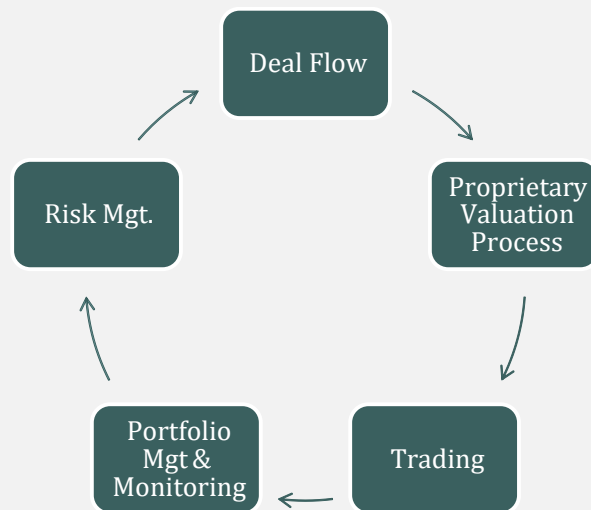 Deal Flow
Proprietary
Valuation
Process
Trading
Portfolio
Mgt &
Monitoring
Risk Mgt.